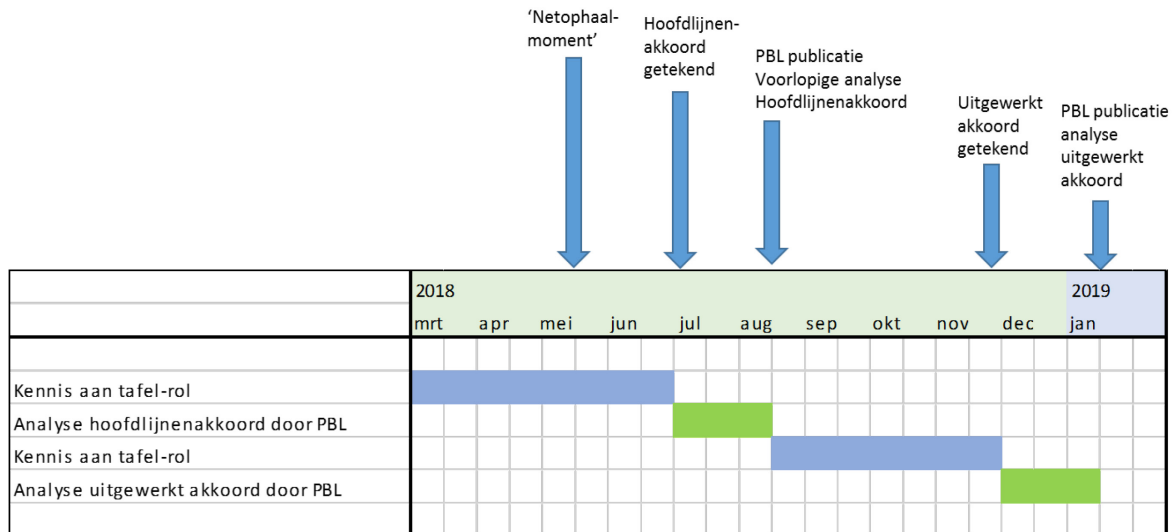 'Netophaal-
moment'
Hoofdlijnen-
akkoord
getekend
PBL publicatie
Voorlopige analyse
Hoofdlijnenakkoord
Uitgewerkt
akkoord
getekend
PBL publicatie
analyse
uitgewerkt
akkoord
2018 2019
mrt apr mei jun jul aug sep okt nov dec jan
Kennis aan tafel-rol
Analyse hoofdlijnenakkoord door PBL
Kennis aan tafel-rol
Analyse uitgewerkt akkoord door PBL